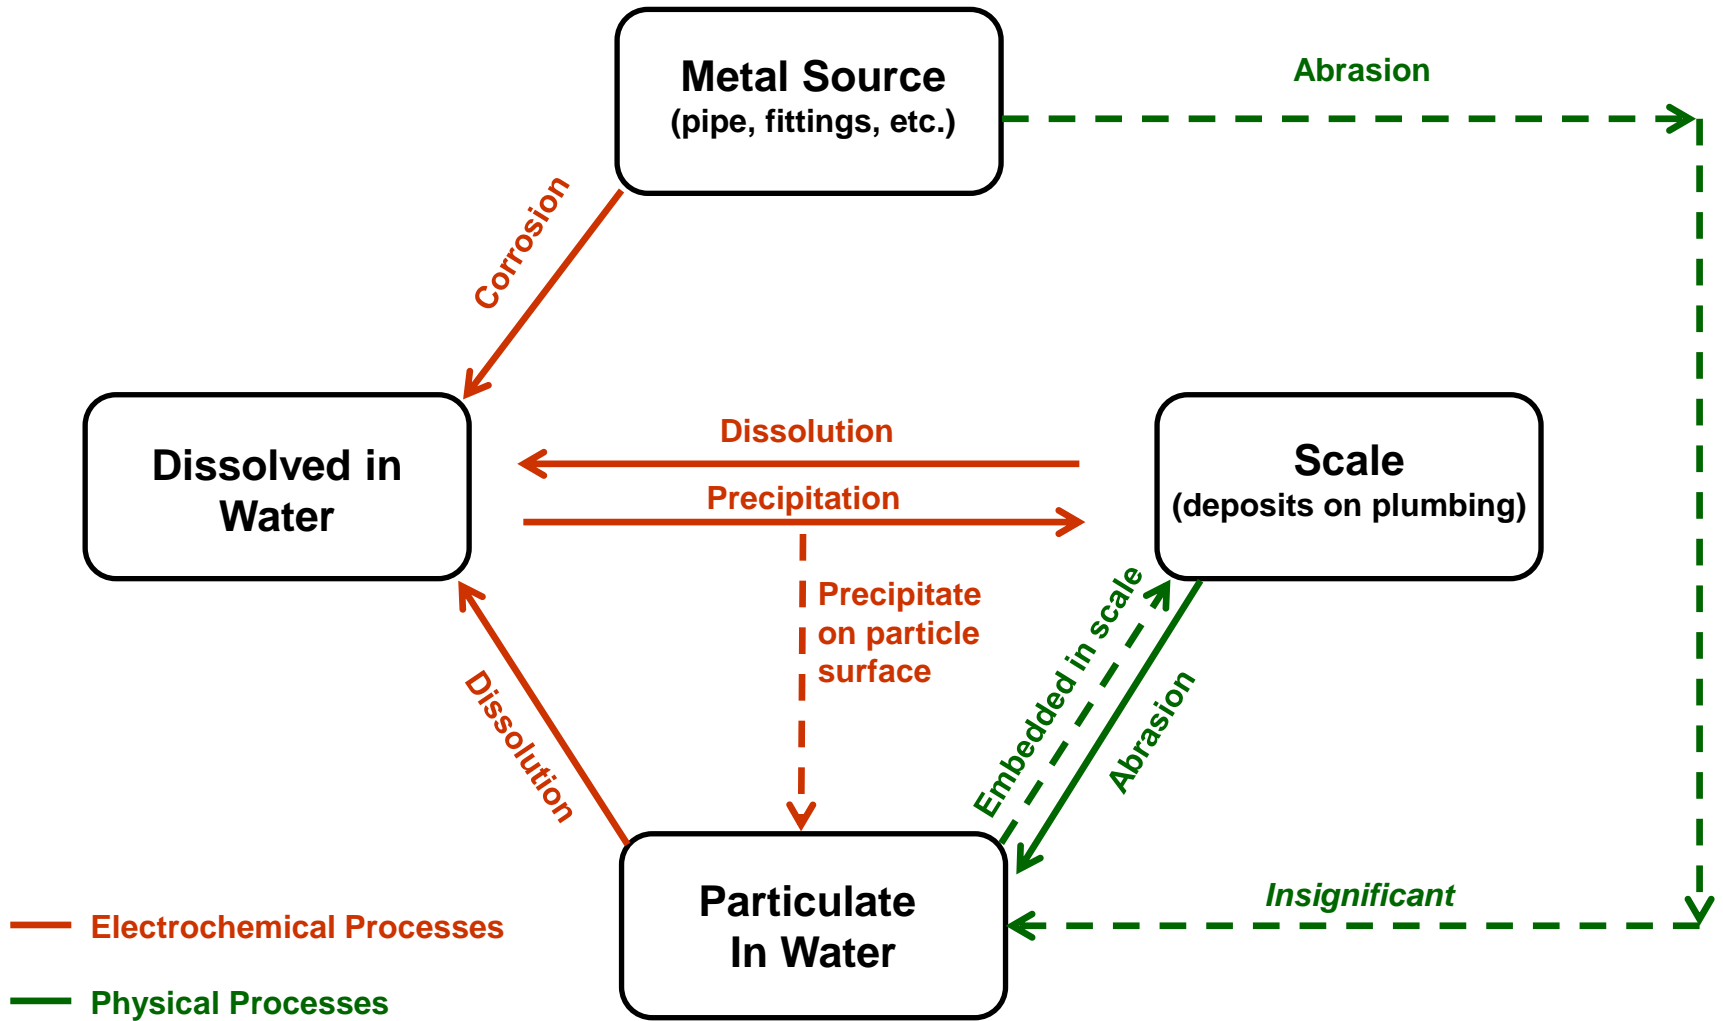 Metal Source
(pipe, fittings, etc.)
Abrasion
Corrosion
Dissolved in
Water
Dissolution
Precipitation
Scale
(deposits on plumbing)
Precipitate
on particle
surface
Embedded in scale
Abrasion
Dissolution
Particulate
In Water
Insignificant
Electrochemical Processes
Physical Processes